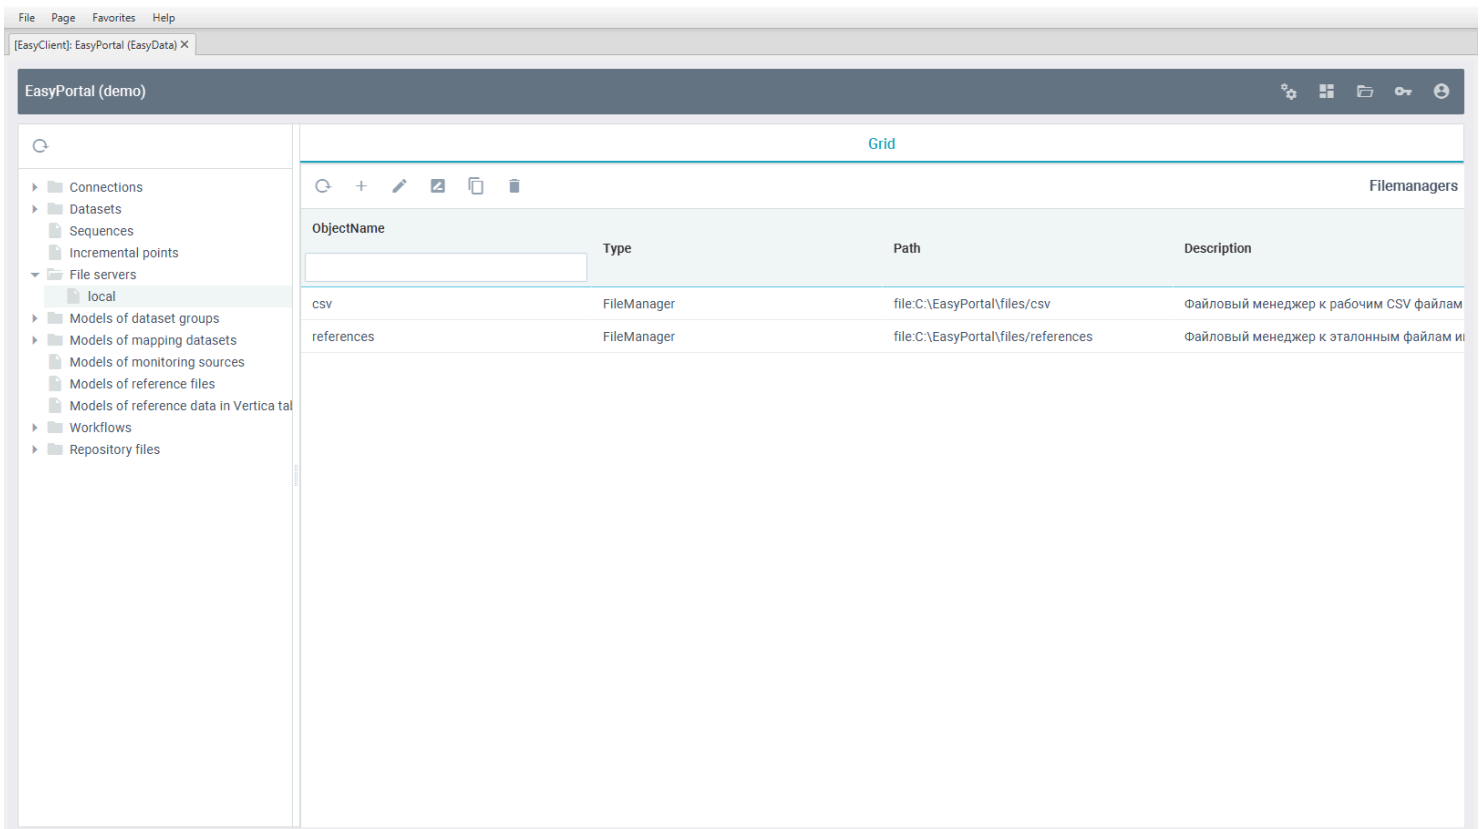 File Page Favorites Help
[EasyClient]: EasyPortal (EasyData) ✕
EasyPortal (demo)
Grid
Filemanagers
Connections
Datasets
Sequences
Incremental points
File servers
local
Models of dataset groups
Models of mapping datasets
Models of monitoring sources
Models of reference files
Models of reference data in Vertica
Workflows
Repository files
ObjectName Type Path Description
csv FileManager file:C:\EasyPortal\files/csv Файловый менеджер к рабочим CSV файлам
references FileManager file:C:\EasyPortal\files/references Файловый менеджер к эталонным файлам